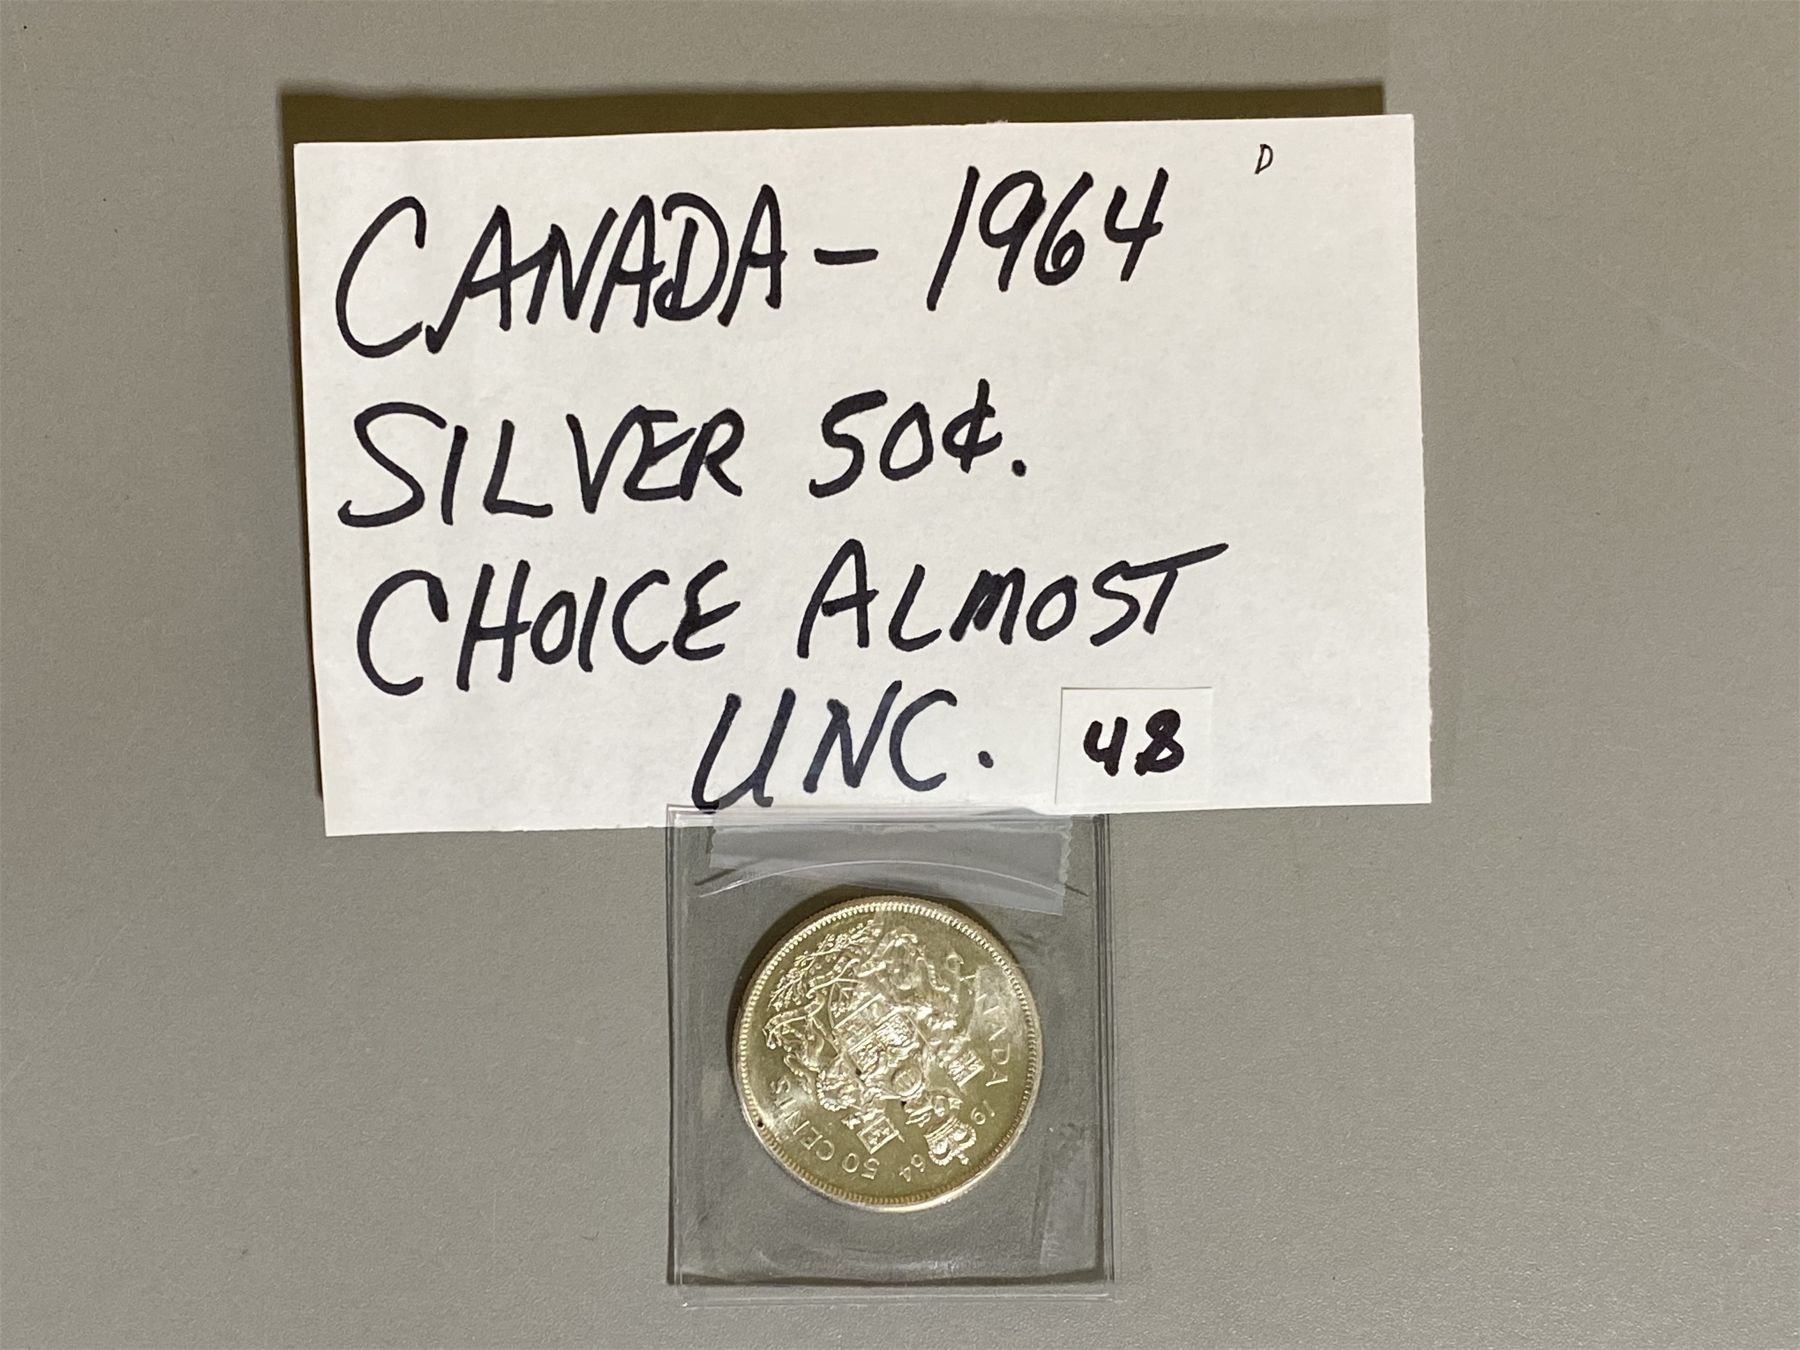 CANADA - 1964
D
SILVER 50¢.
CHOICE ALMOST
UNC.
48
CANADA 1964
50 CENTS